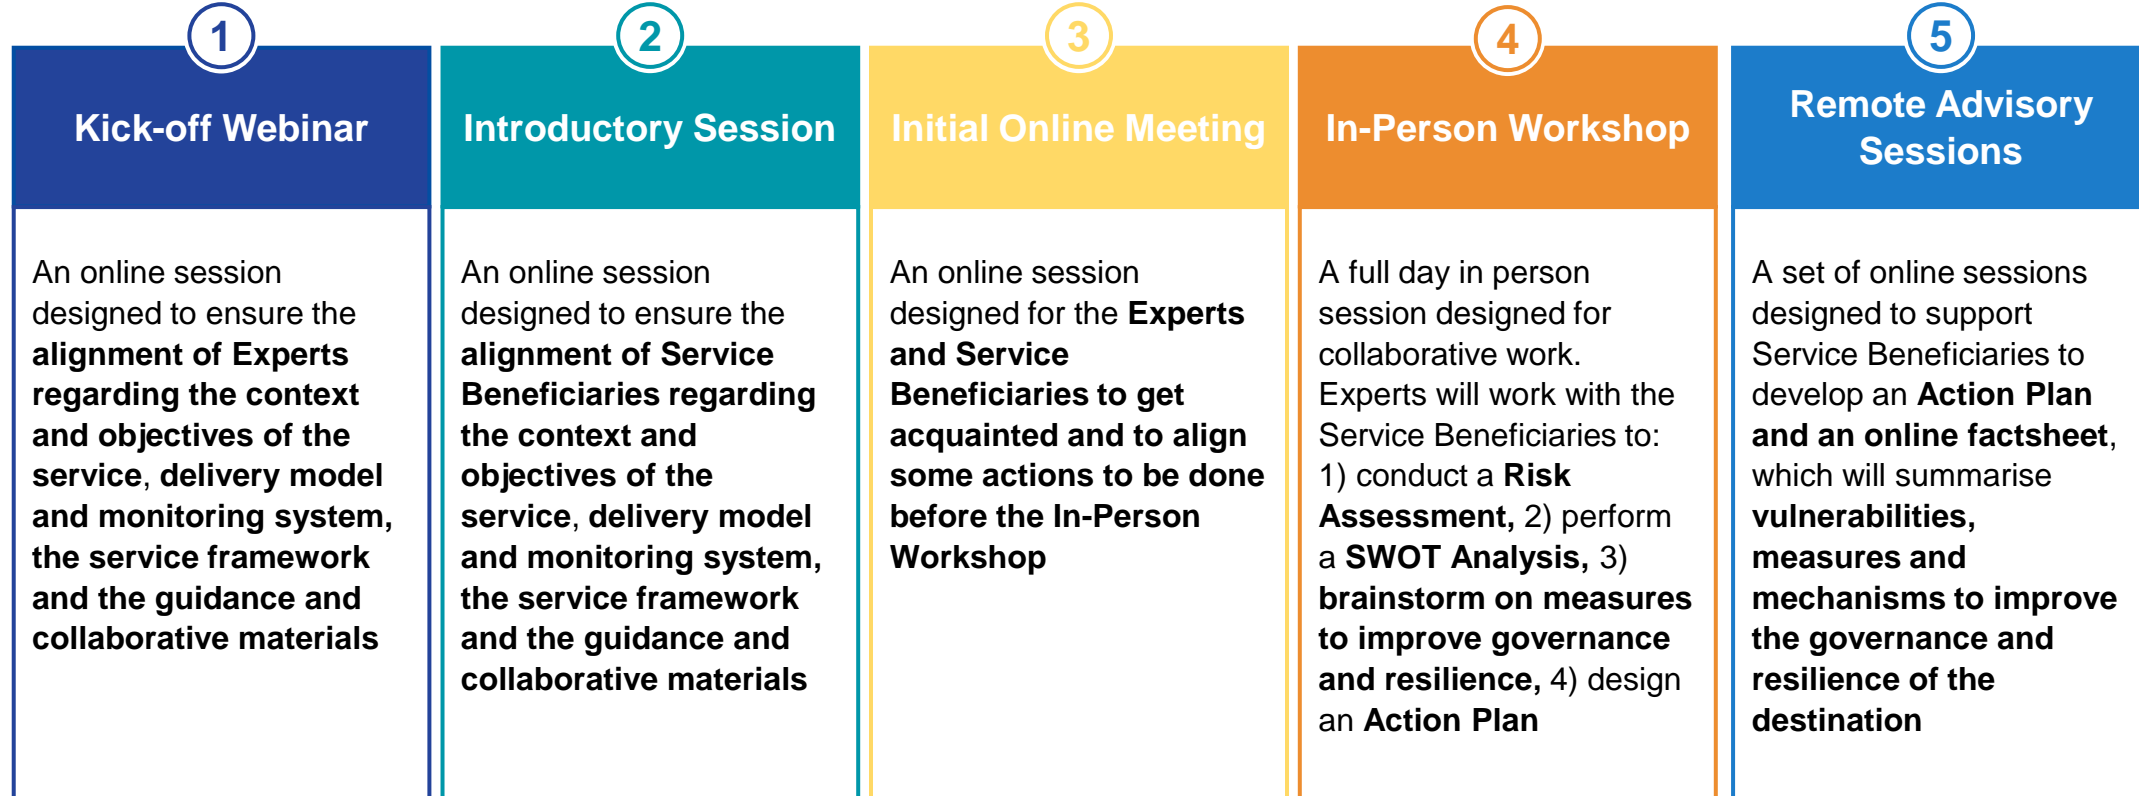 1
Kick-off Webinar
An online session
designed to ensure the
alignment of Experts
regarding the context
and objectives of the
service, delivery model
and monitoring system,
the service framework
and the guidance and
collaborative materials
2
Introductory Session
An online session
designed to ensure the
alignment of Service
Beneficiaries regarding
the context and
objectives of the
service, delivery model
and monitoring system,
the service framework
and the guidance and
collaborative materials
3
Initial Online Meeting
An online session
designed for the Experts
and Service
Beneficiaries to get
acquainted and to align
some actions to be done
before the In-Person
Workshop
4
In-Person Workshop
A full day in person
session designed for
collaborative work.
Experts will work with the
Service Beneficiaries to:
1) conduct a Risk
Assessment, 2) perform
a SWOT Analysis, 3)
brainstorm on measures
to improve governance
and resilience, 4) design
an Action Plan
5
Remote Advisory
Sessions
A set of online sessions
designed to support
Service Beneficiaries to
develop an Action Plan
and an online factsheet,
which will summarise
vulnerabilities,
measures and
mechanisms to improve
the governance and
resilience of the
destination